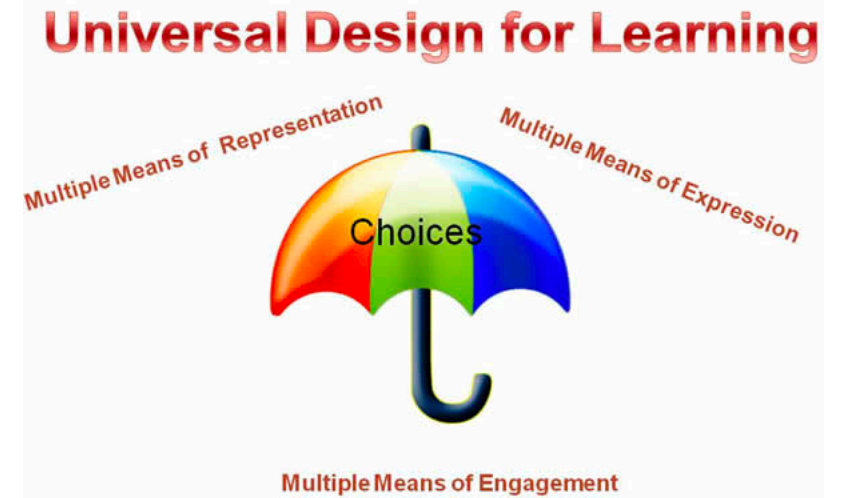 Universal Design for Learning
Multiple Means of Representation
Multiple Means of Expression
Choices
Multiple Means of Engagement